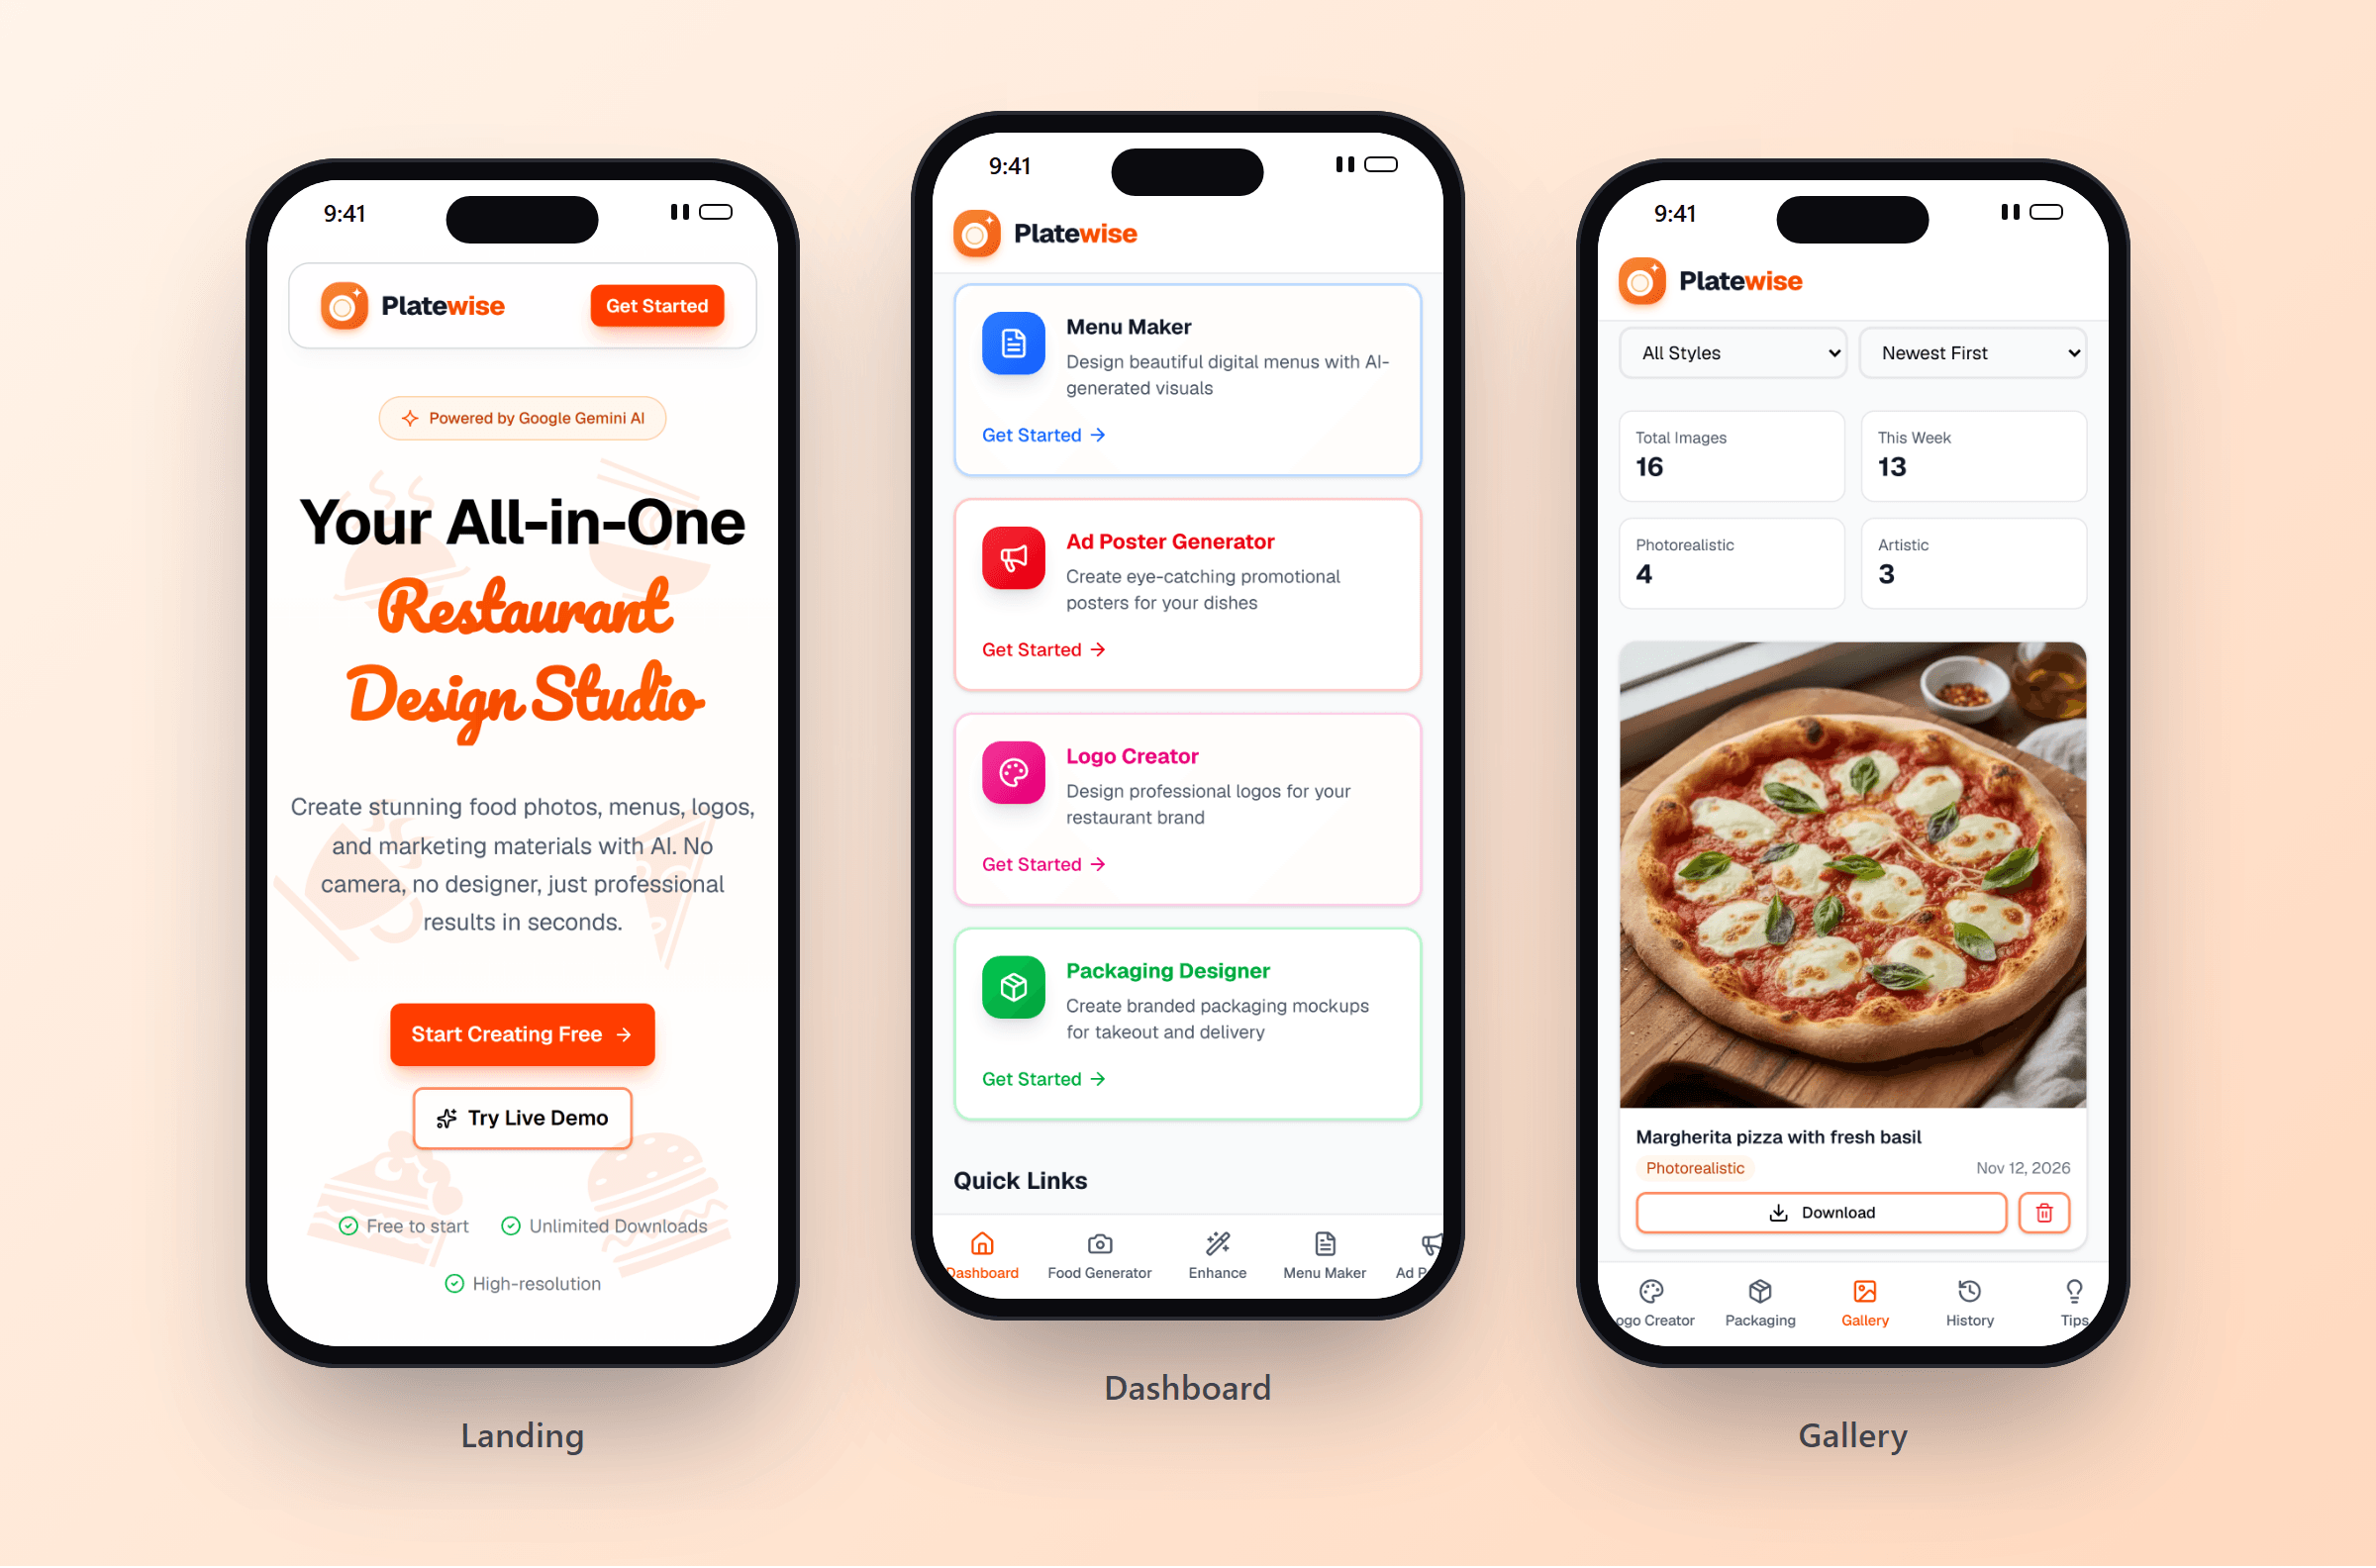 9:41
Platewise
Get Started
Powered by Google Gemini AI
Your All-in-One
Restaurant
Design Studio
Create stunning food photos, menus, logos,
and marketing materials with AI. No
camera, no designer, just professional
results in seconds.
Start Creating Free
Try Live Demo
Free to start
Unlimited Downloads
High-resolution
Landing
9:41
Platewise
Menu Maker
Design beautiful digital menus with AI-
generated visuals
Get Started
Ad Poster Generator
Create eye-catching promotional
posters for your dishes
Get Started
Logo Creator
Design professional logos for your
restaurant brand
Get Started
Packaging Designer
Create branded packaging mockups
for takeout and delivery
Get Started
Quick Links
Dashboard
Food Generator
Enhance
Menu Maker
Ad P
Dashboard
9:41
Platewise
All Styles
Newest First
Total Images
16
This Week
13
Photorealistic
4
Artistic
3
Margherita pizza with fresh basil
Photorealistic
Nov 12, 2026
Download
ogo Creator
Packaging
Gallery
History
Tips
Gallery